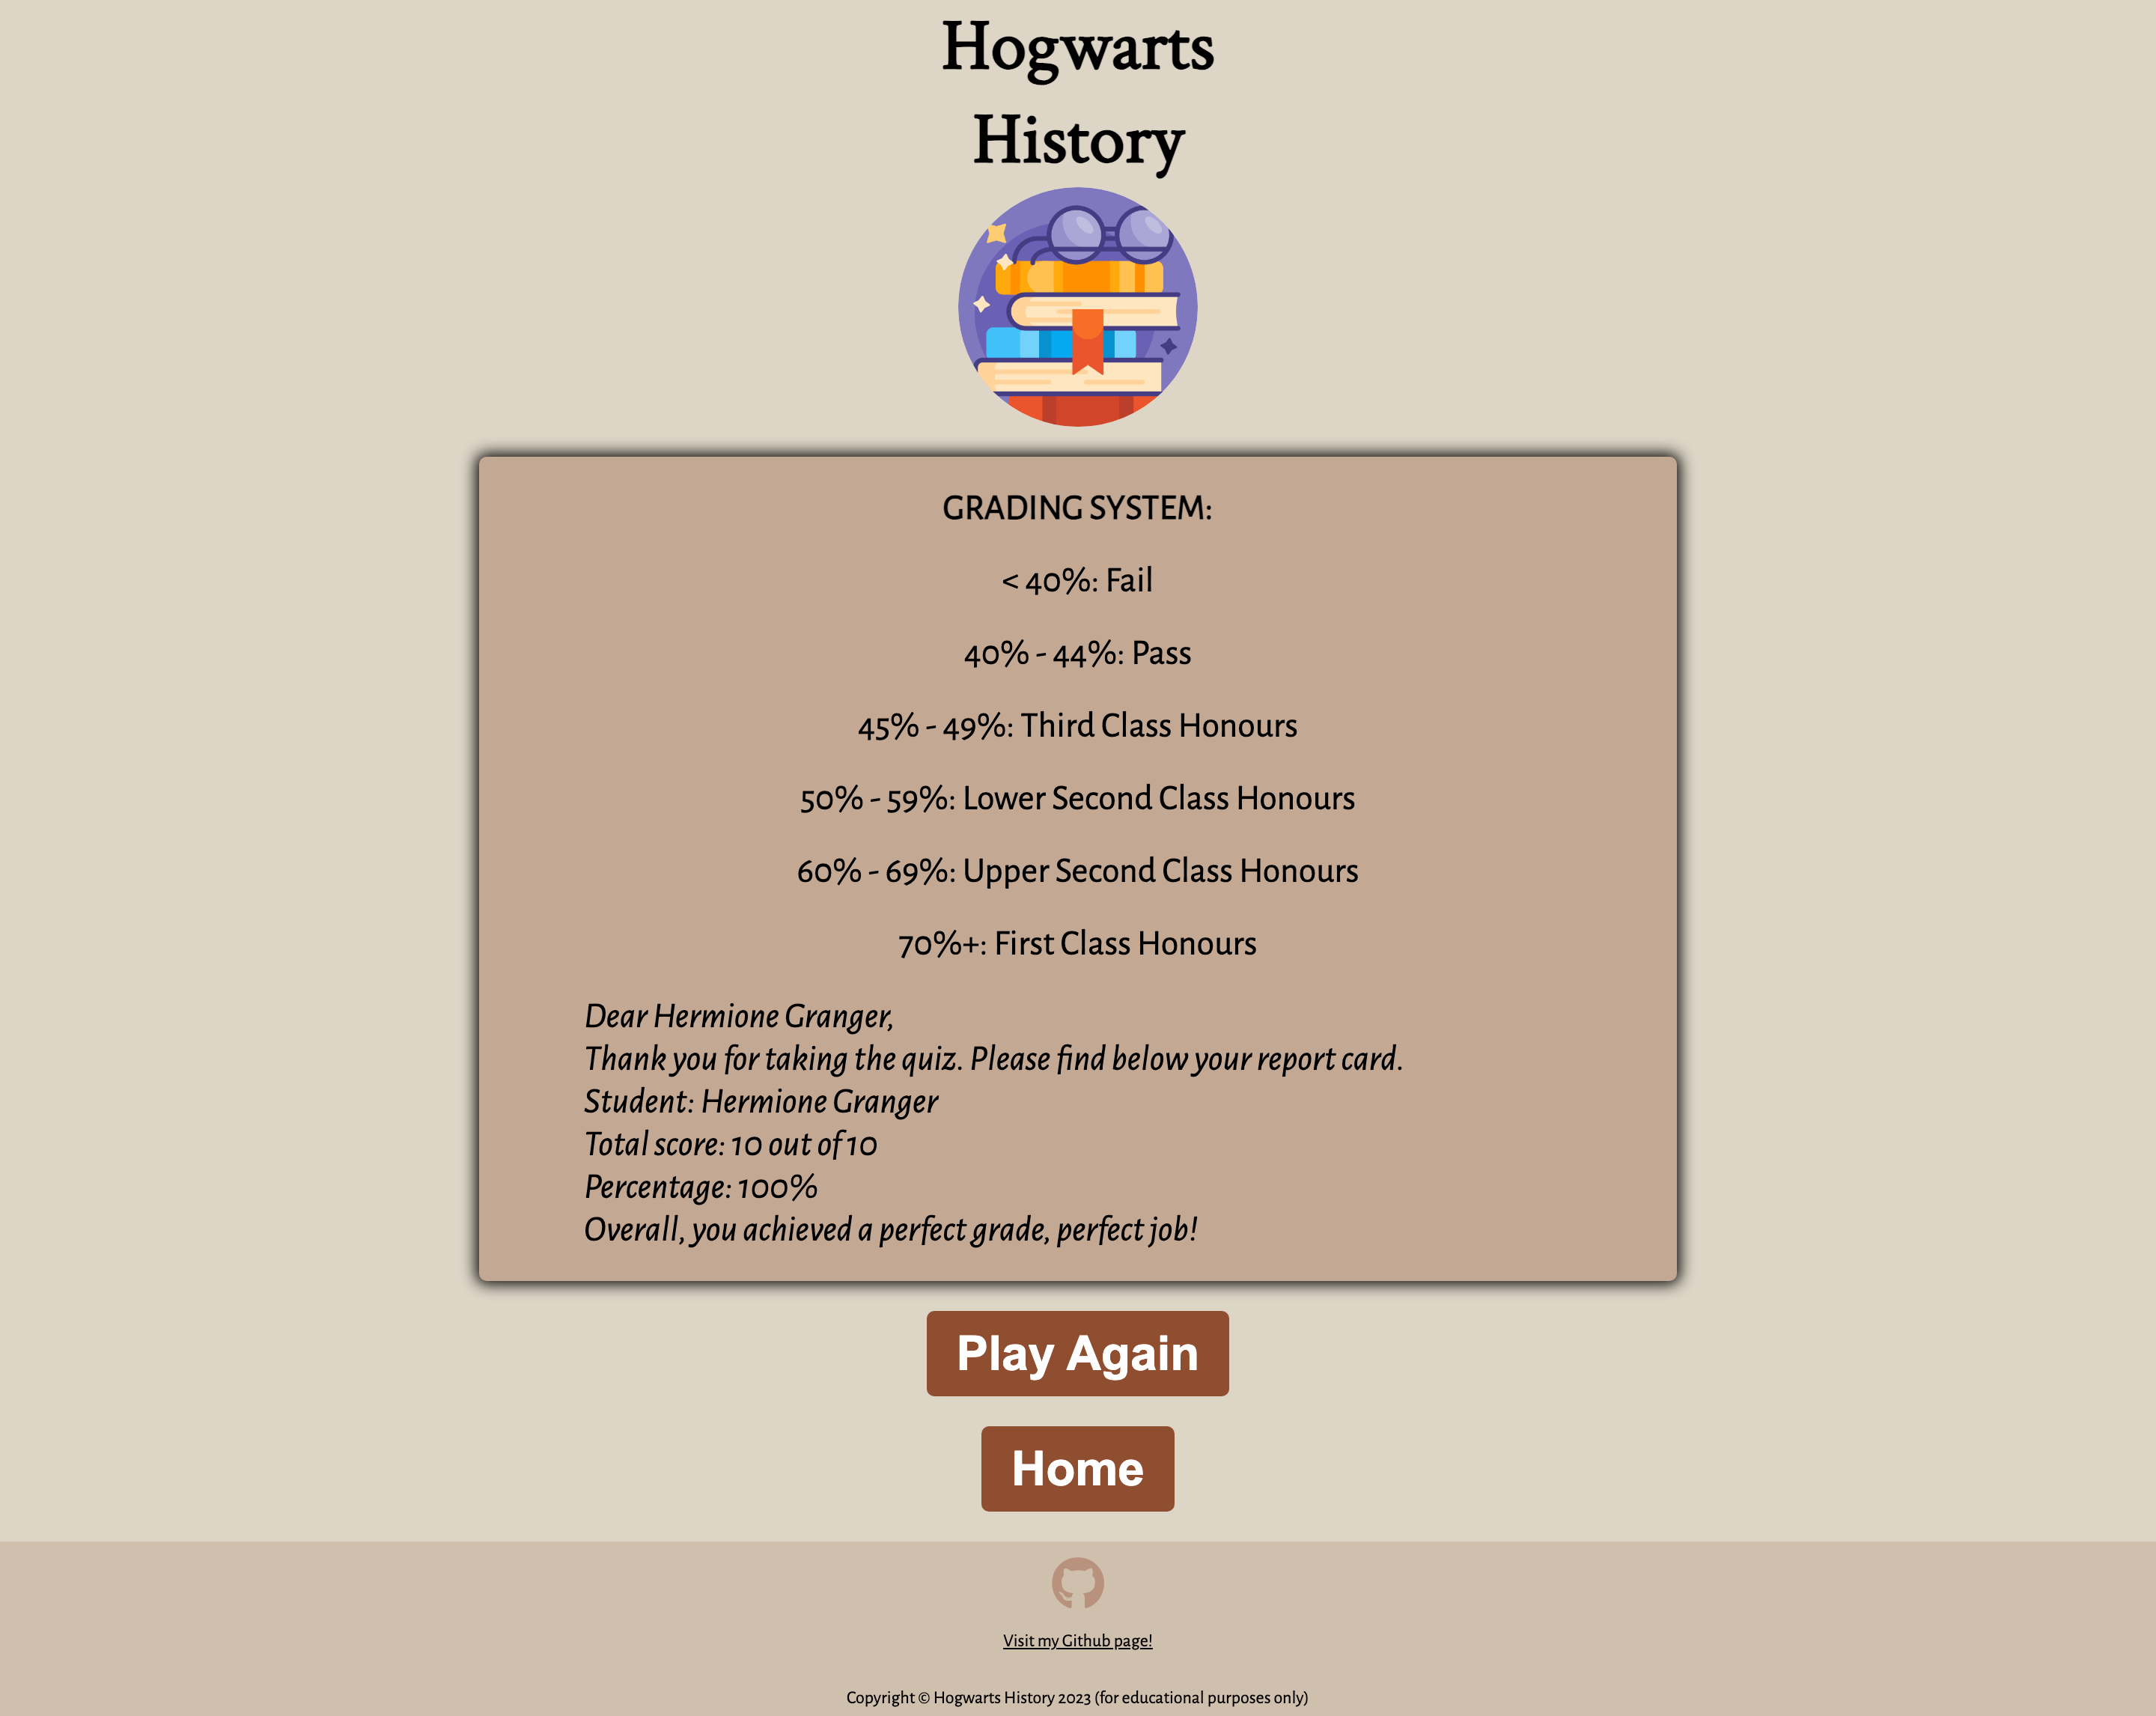 Hogwarts
History
GRADING SYSTEM:
< 40%: Fail
40% - 44%: Pass
45% - 49%: Third Class Honours
50% - 59%: Lower Second Class Honours
60% - 69%: Upper Second Class Honours
70%+: First Class Honours
Dear Hermione Granger,
Thank you for taking the quiz. Please find below your report card.
Student: Hermione Granger
Total score: 10 out of 10
Percentage: 100%
Overall, you achieved a perfect grade, perfect job!
Play Again
Home
Visit my Github page!
Copyright © Hogwarts History 2023 (for educational purposes only)